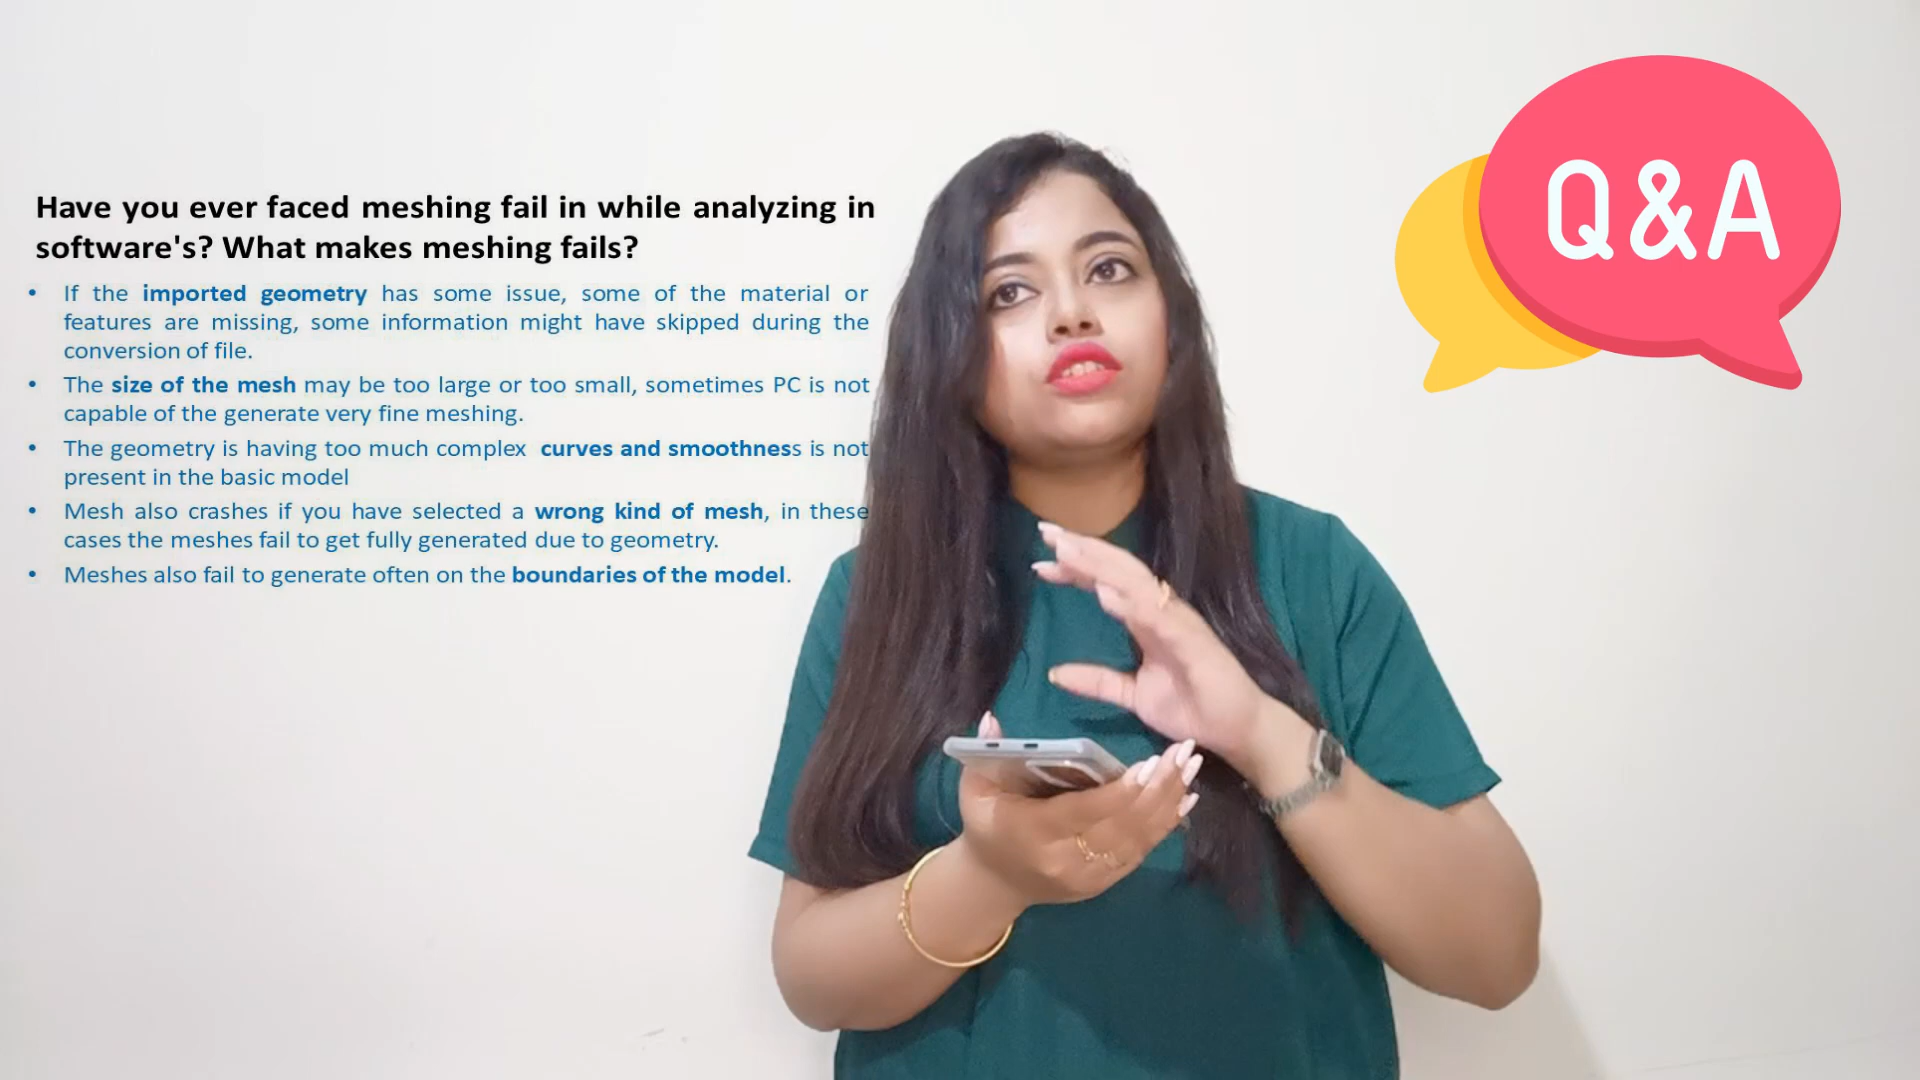 Have you ever faced meshing fail in while analyzing in
software's? What makes meshing fails?
• If the imported geometry has some issue, some of the material or
features are missing, some information might have skipped during the
conversion of file.
• The size of the mesh may be too large or too small, sometimes PC is not
capable of the generate very fine meshing.
• The geometry is having too much complex curves and smoothness is not
present in the basic model
• Mesh also crashes if you have selected a wrong kind of mesh, in these
cases the meshes fail to get fully generated due to geometry.
• Meshes also fail to generate often on the boundaries of the model.
Q&A